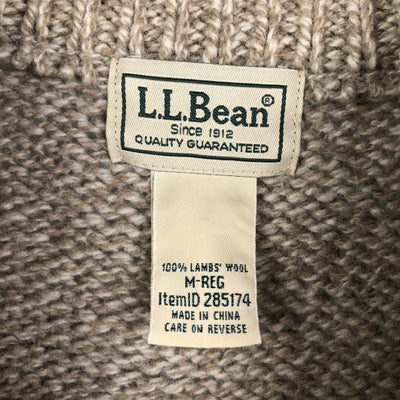 L.L.Bean®
Since 1912
QUALITY GUARANTEED
100% LAMBS' WOOL
M-REG
ItemID 285174
MADE IN CHINA
CARE ON REVERSE